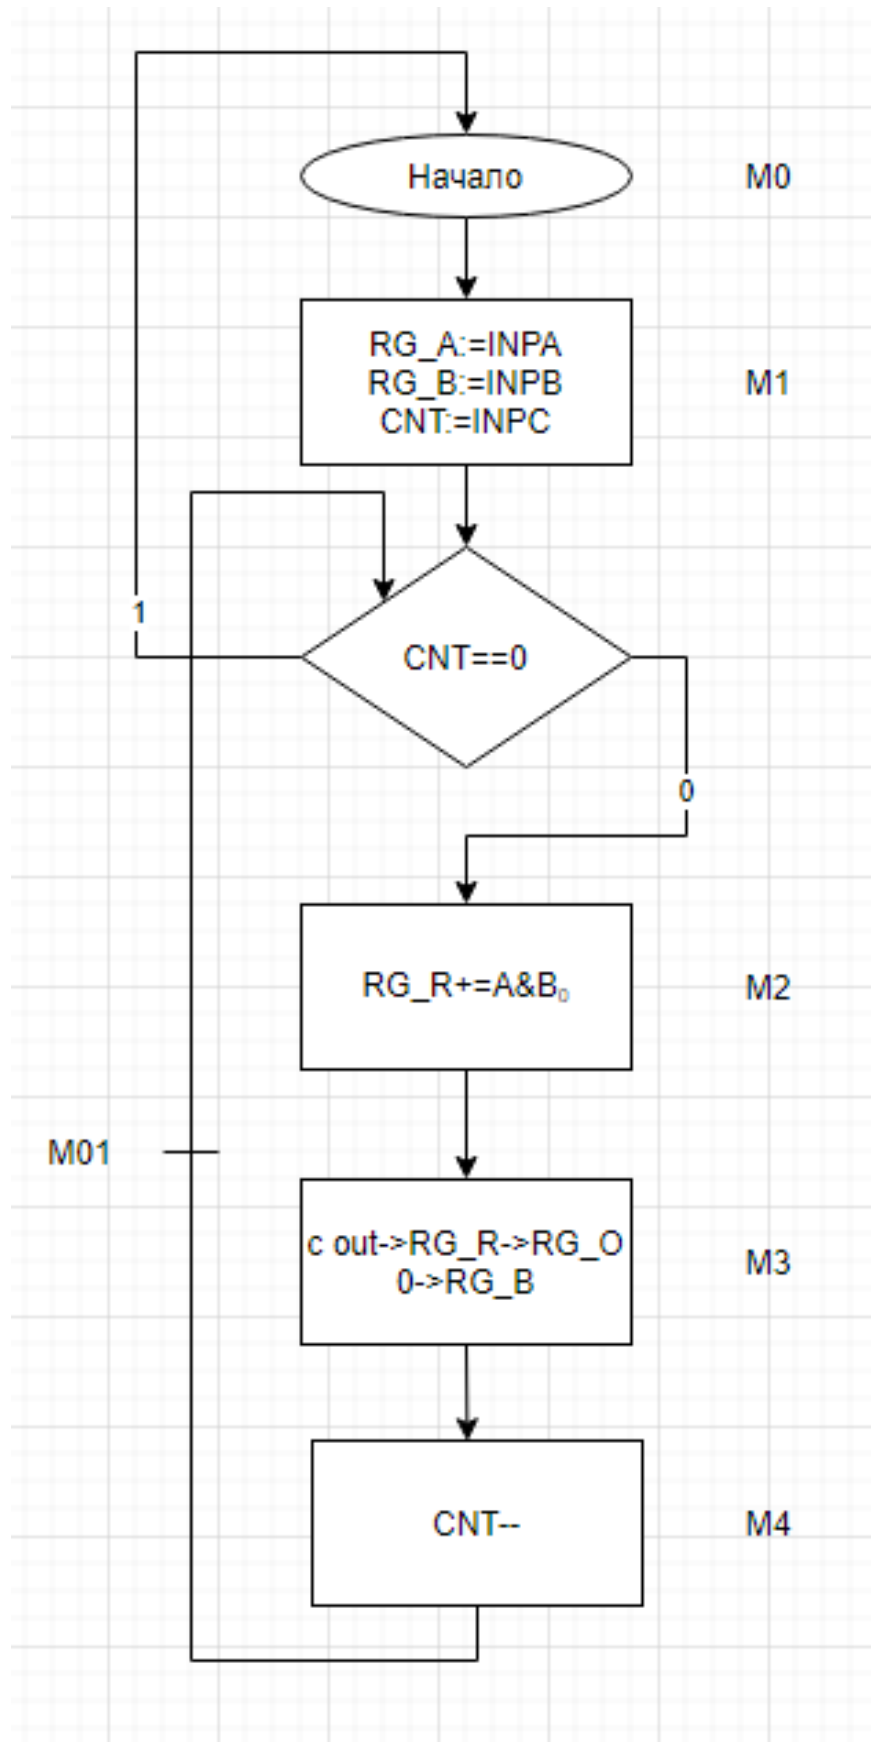 Начало
M0
RG_A:=INPA
RG_B:=INPB
CNT:=INPC
M1
1
CNT==0
0
RG_R+=A&B₀
M2
M01
c out->RG_R->RG_O
0->RG_B
M3
CNT--
M4